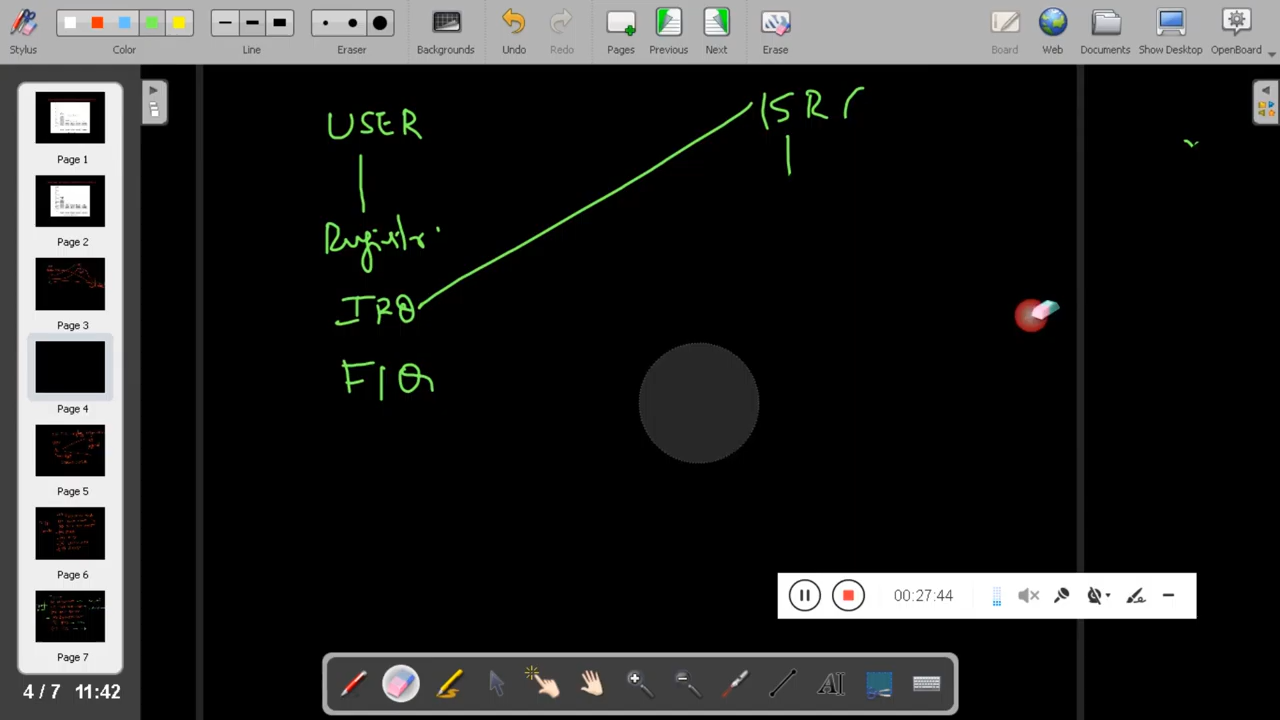 Stylus
Color
Line
Eraser
Backgrounds
Undo
Redo
Pages
Previous
Next
Erase
Board
Web
Documents
Show Desktop
OpenBoard
Page 1
Page 2
Page 3
Page 4
Page 5
Page 6
Page 7
4 / 7 11:42
USER
ISR (
IRQ
FIQ
00:27:44
AI